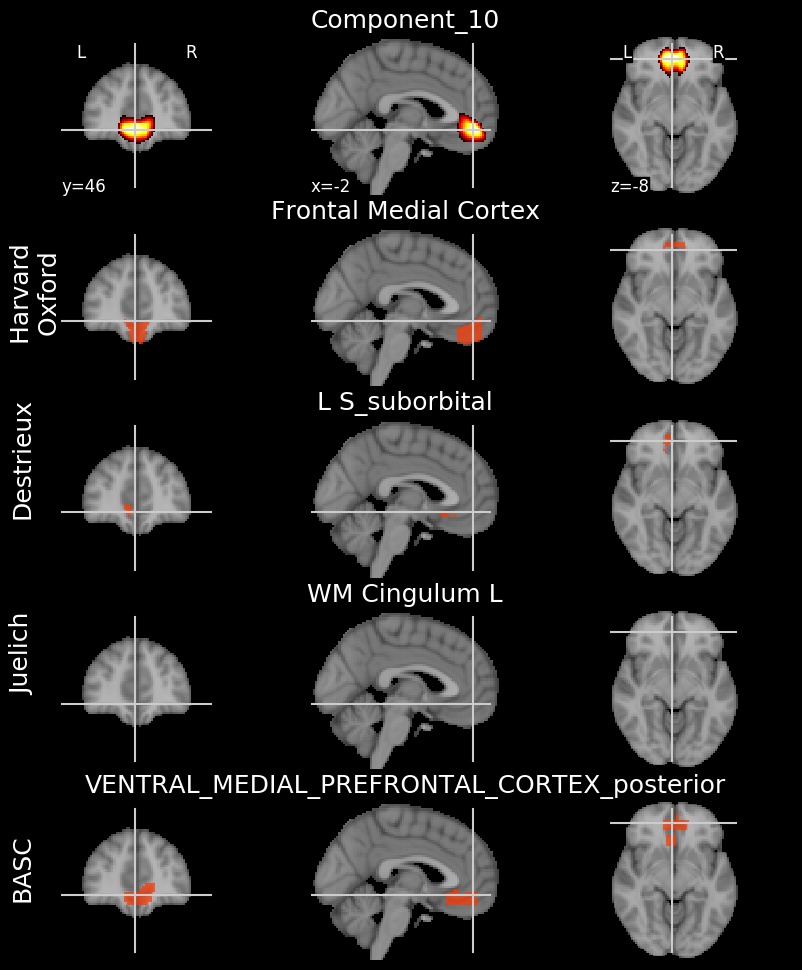 Component_10
L R
L R
y=46
x=-2
z=-8
Frontal Medial Cortex
Harvard
Oxford
L S_suborbital
Destrieux
WM Cingulum L
Juelich
VENTRAL_MEDIAL_PREFRONTAL_CORTEX_posterior
BASC